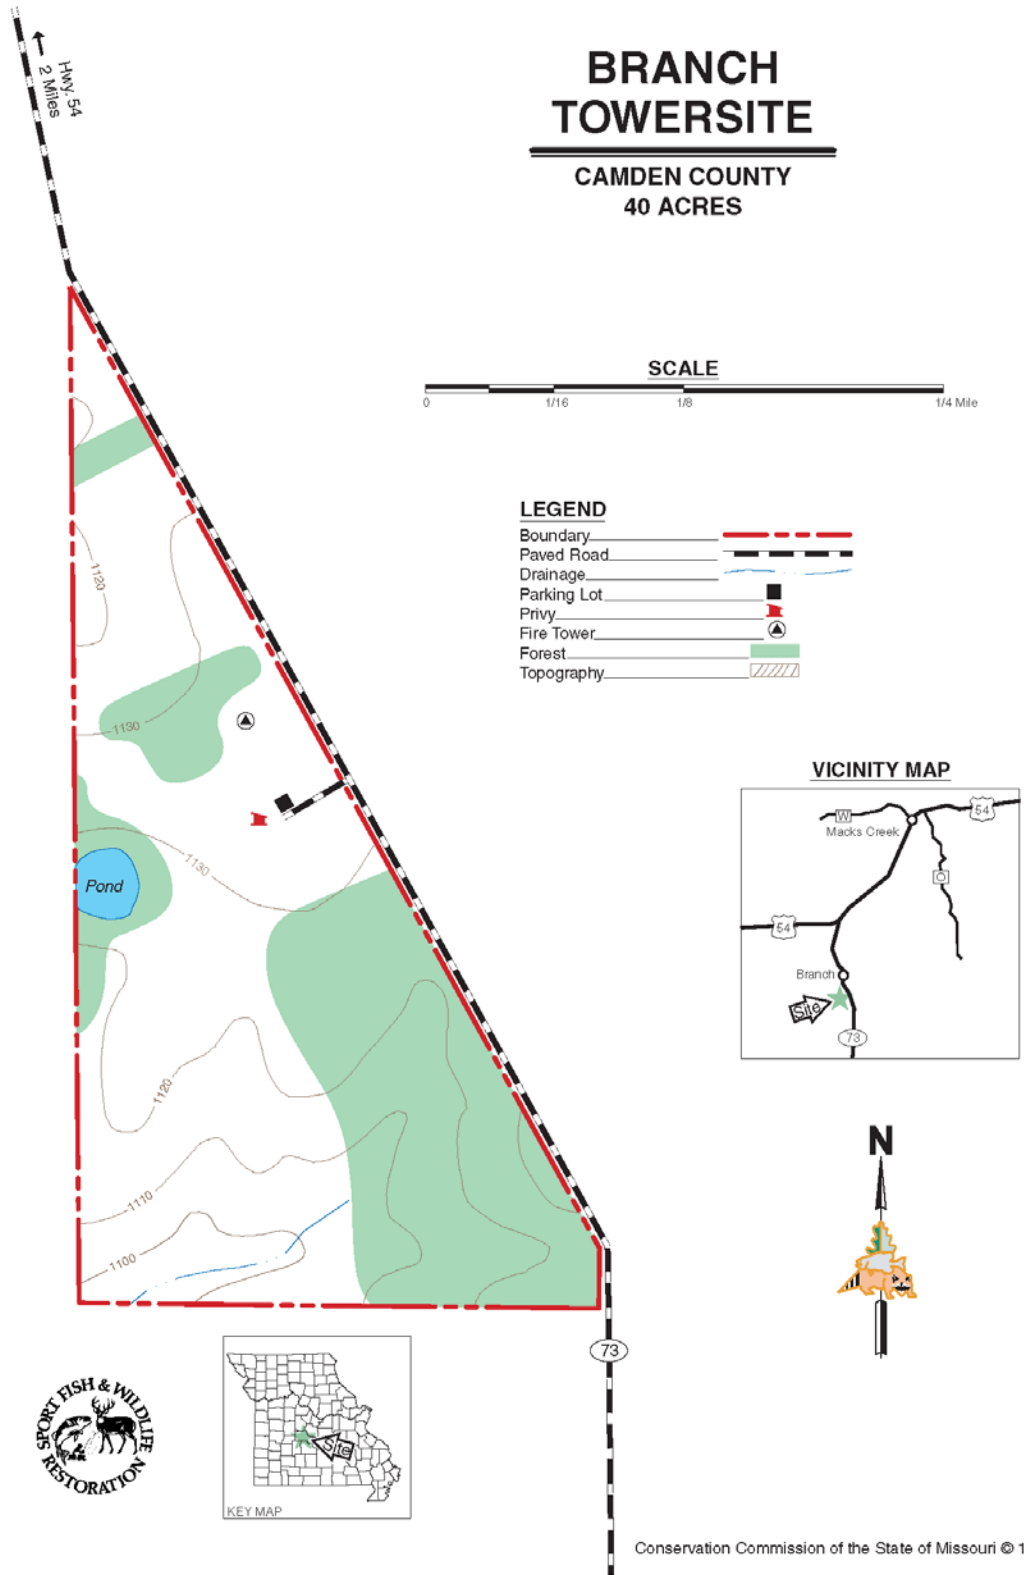 Hwy. 54
2 Miles
BRANCH
TOWERSITE
CAMDEN COUNTY
40 ACRES
SCALE
0 1/16 1/8 1/4 Mile
LEGEND
Boundary
Paved Road
Drainage
Parking Lot
Privy
Fire Tower
Forest
Topography
1120
1130
1130
Pond
1120
1110
1100
VICINITY MAP
54
W
Macks Creek
O
54
Branch
Site
73
N
73
SPORT FISH & WILDLIFE
RESTORATION
Site
KEY MAP
Conservation Commission of the State of Missouri © 1